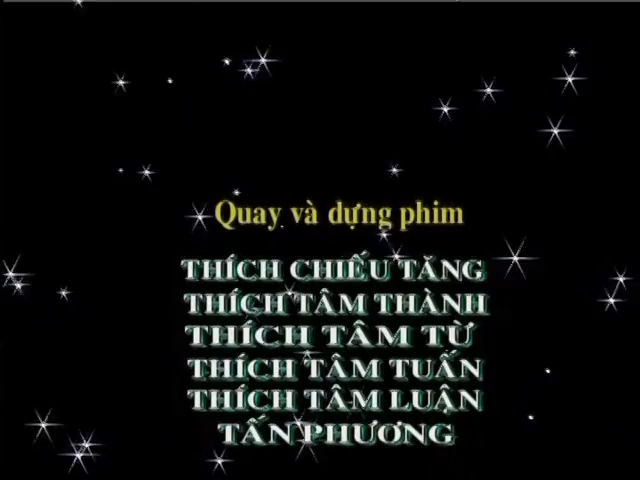 Quay và dựng phim
THÍCH CHIẾU TĂNG
THÍCH TÂM THÀNH
THÍCH TÂM TỪ
THÍCH TÂM TUẤN
THÍCH TÂM LUẬN
TẤN PHƯƠNG